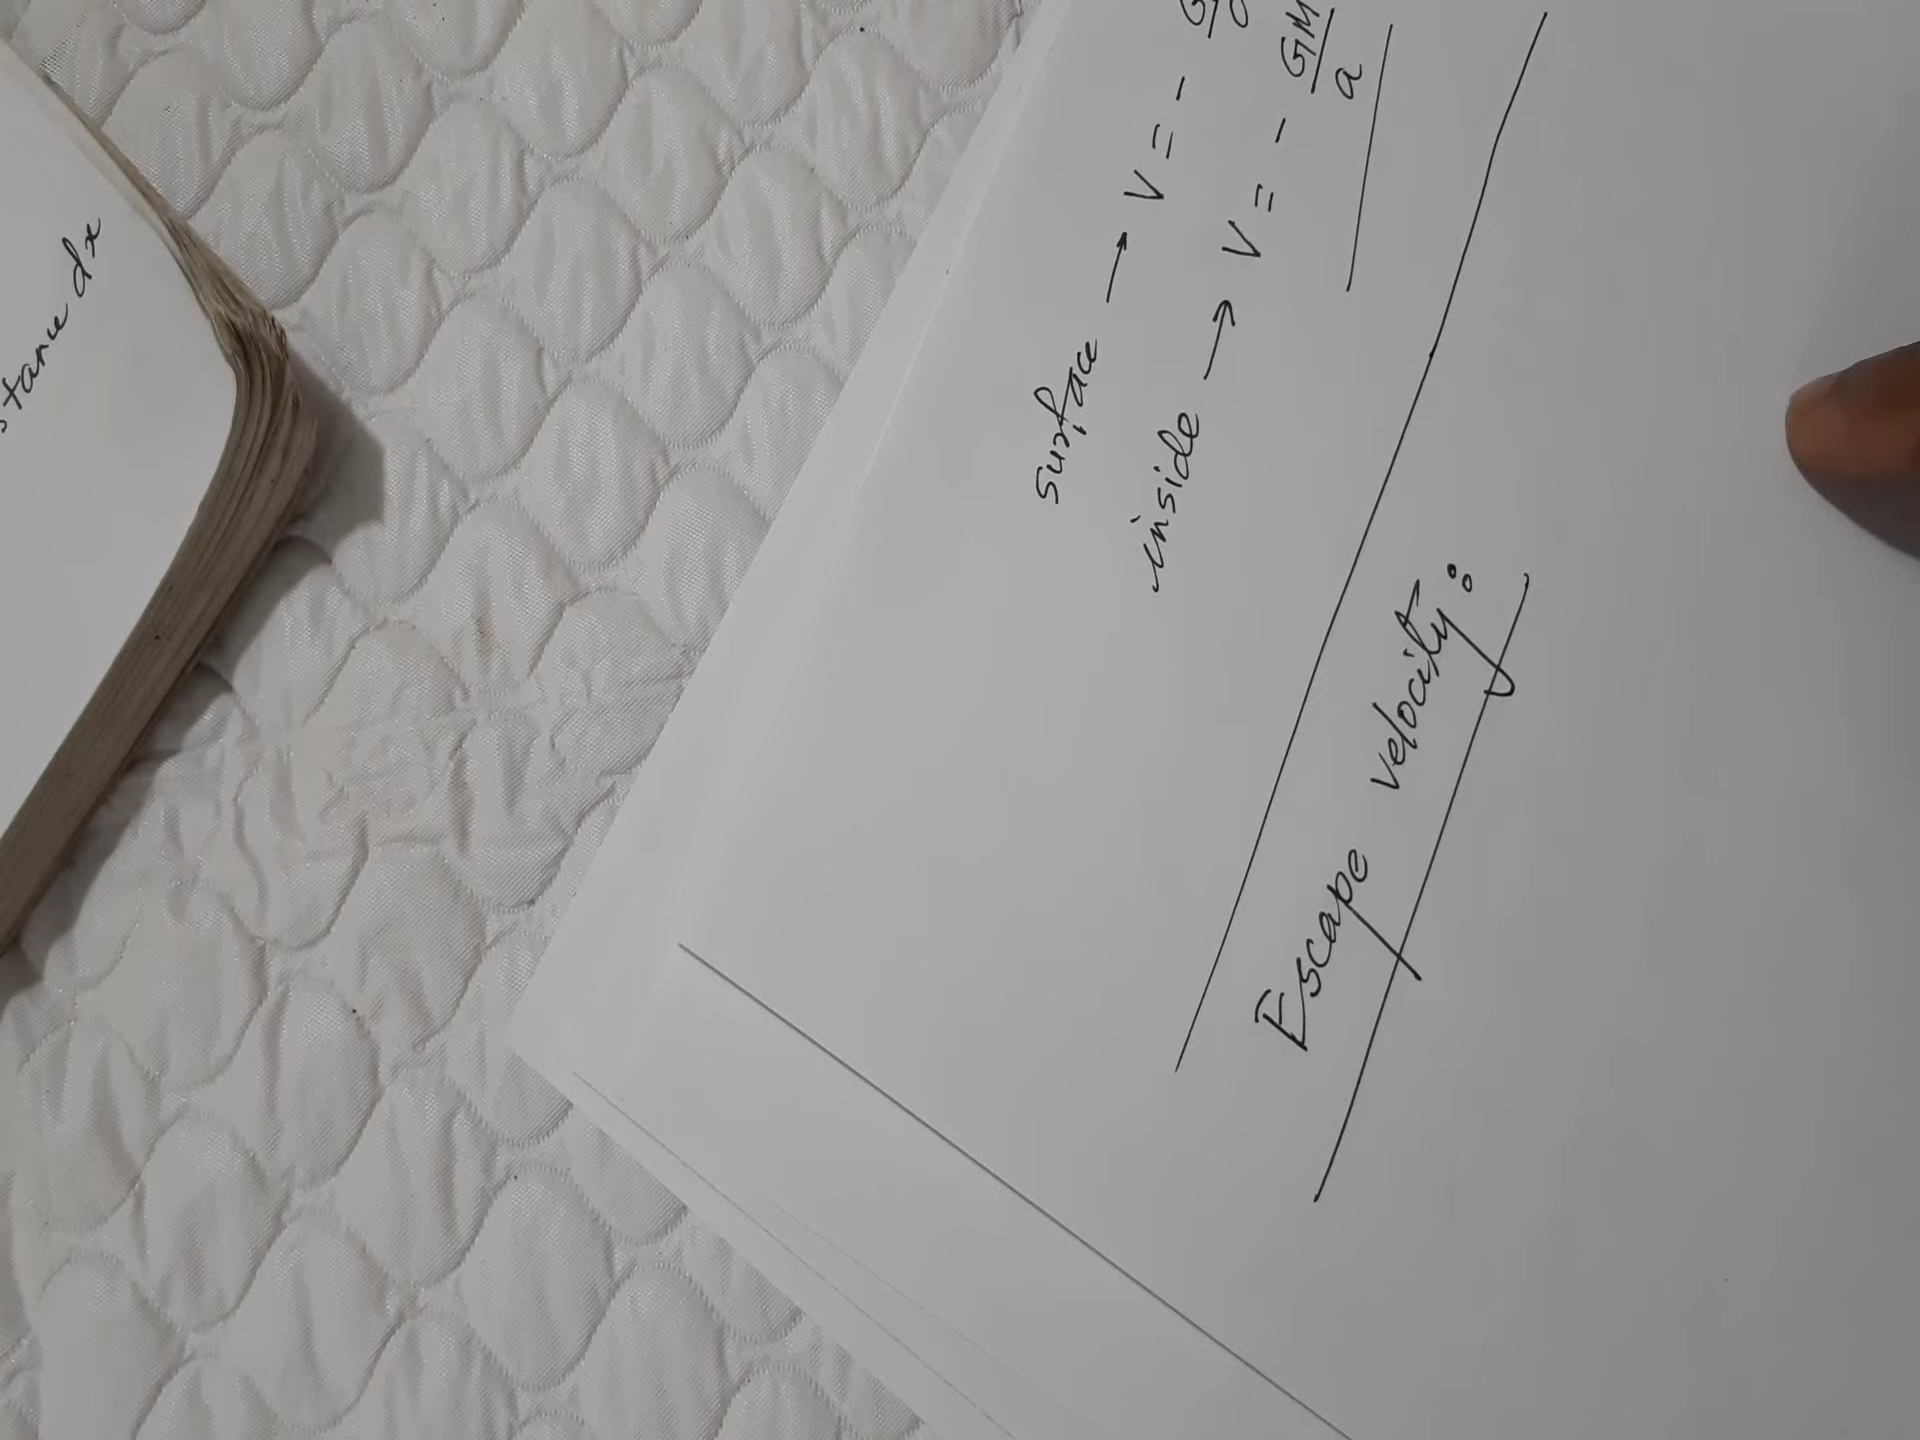 stance dx
surface → V = - G
inside → V = - GM/a
Escape velocity: